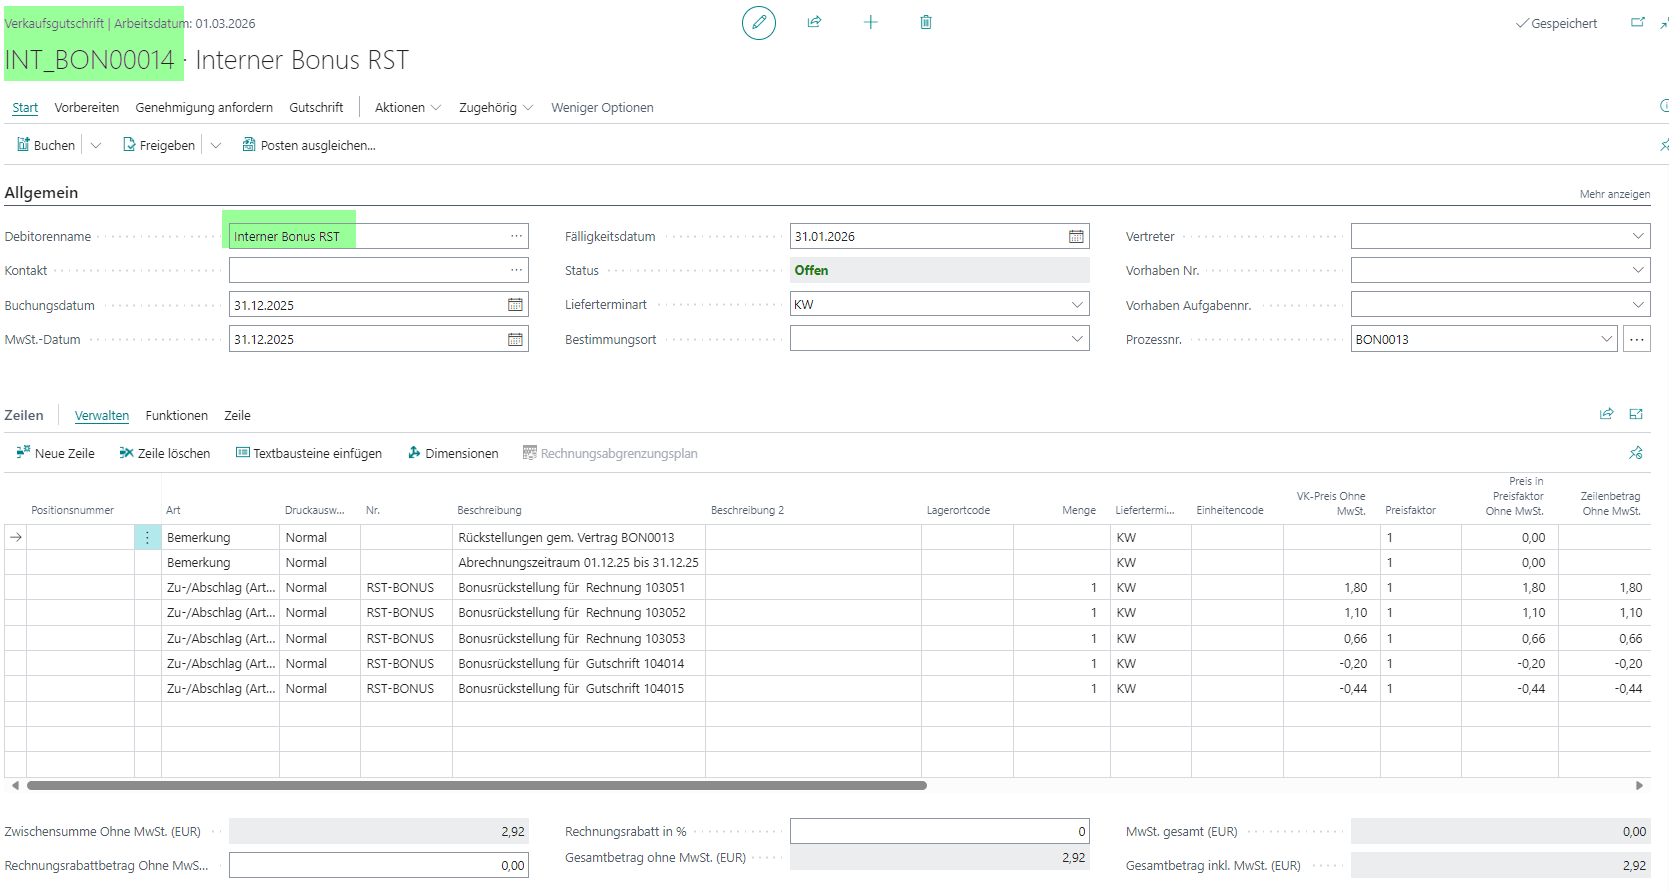 Verkaufsgutschrift | Arbeitsdatum: 01.03.2026
Gespeichert
INT_BON00014 · Interner Bonus RST
Start Vorbereiten Genehmigung anfordern Gutschrift Aktionen Zugehörig Weniger Optionen
Buchen Freigeben Posten ausgleichen...
Allgemein Mehr anzeigen
Debitorenname Interner Bonus RST ... Fälligkeitsdatum 31.01.2026 Vertreter
Kontakt ... Status Offen Vorhaben Nr.
Buchungsdatum 31.12.2025 Lieferterminart KW Vorhaben Aufgabennr.
MwSt.-Datum 31.12.2025 Bestimmungsort Prozessnr. BON0013 ...
Zeilen Verwalten Funktionen Zeile
Neue Zeile Zeile löschen Textbausteine einfügen Dimensionen Rechnungsabgrenzungsplan
Positionsnummer Art Druckausw... Nr. Beschreibung Beschreibung 2 Lagerortcode Menge Liefertermi... Einheitencode VK-Preis Ohne MwSt. Preisfaktor Preis in Preisfaktor Ohne MwSt. Zeilenbetrag Ohne MwSt.
Bemerkung Normal Rückstellungen gem. Vertrag BON0013 KW 1 0,00
Bemerkung Normal Abrechnungszeitraum 01.12.25 bis 31.12.25 KW 1 0,00
Zu-/Abschlag (Art... Normal RST-BONUS Bonusrückstellung für Rechnung 103051 1 KW 1,80 1 1,80 1,80
Zu-/Abschlag (Art... Normal RST-BONUS Bonusrückstellung für Rechnung 103052 1 KW 1,10 1 1,10 1,10
Zu-/Abschlag (Art... Normal RST-BONUS Bonusrückstellung für Rechnung 103053 1 KW 0,66 1 0,66 0,66
Zu-/Abschlag (Art... Normal RST-BONUS Bonusrückstellung für Gutschrift 104014 1 KW -0,20 1 -0,20 -0,20
Zu-/Abschlag (Art... Normal RST-BONUS Bonusrückstellung für Gutschrift 104015 1 KW -0,44 1 -0,44 -0,44
Zwischensumme Ohne MwSt. (EUR) 2,92 Rechnungsrabatt in % 0 MwSt. gesamt (EUR) 0,00
Rechnungsrabattbetrag Ohne MwS... 0,00 Gesamtbetrag ohne MwSt. (EUR) 2,92 Gesamtbetrag inkl. MwSt. (EUR) 2,92